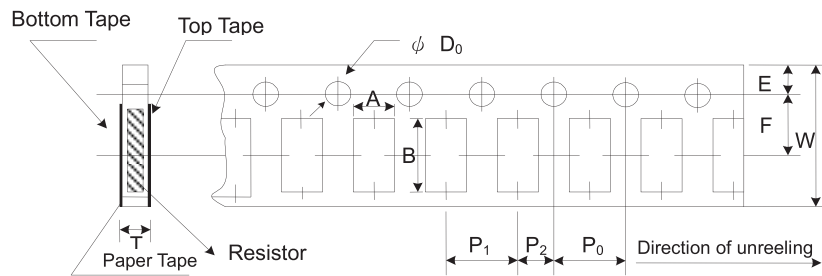 Bottom Tape
Top Tape
ψ D0
E
A
F
W
B
T
Paper Tape
Resistor
P1
P2
P0
Direction of unreeling